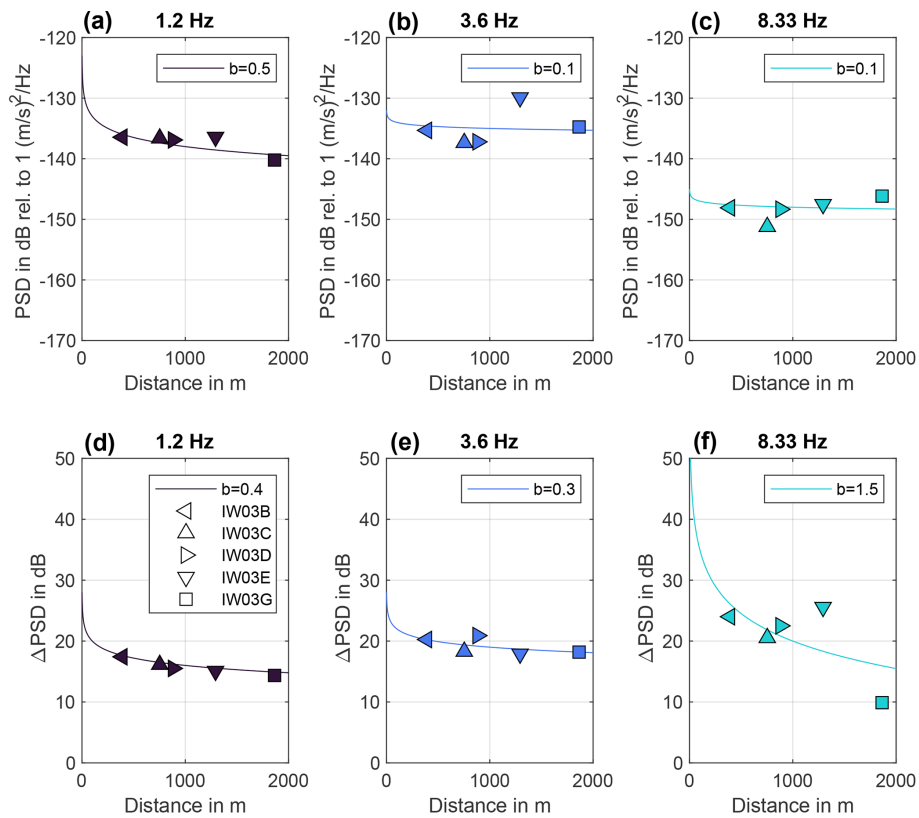 (a) 1.2 Hz
PSD in dB rel. to 1 (m/s)²/Hz
-120
-130
-140
-150
-160
-170
b=0.5
0 1000 2000
Distance in m
(b) 3.6 Hz
PSD in dB rel. to 1 (m/s)²/Hz
-120
-130
-140
-150
-160
-170
b=0.1
0 1000 2000
Distance in m
(c) 8.33 Hz
PSD in dB rel. to 1 (m/s)²/Hz
-120
-130
-140
-150
-160
-170
b=0.1
0 1000 2000
Distance in m
(d) 1.2 Hz
ΔPSD in dB
50
40
30
20
10
0
b=0.4
IW03B
IW03C
IW03D
IW03E
IW03G
0 1000 2000
Distance in m
(e) 3.6 Hz
ΔPSD in dB
50
40
30
20
10
0
b=0.3
0 1000 2000
Distance in m
(f) 8.33 Hz
ΔPSD in dB
50
40
30
20
10
0
b=1.5
0 1000 2000
Distance in m